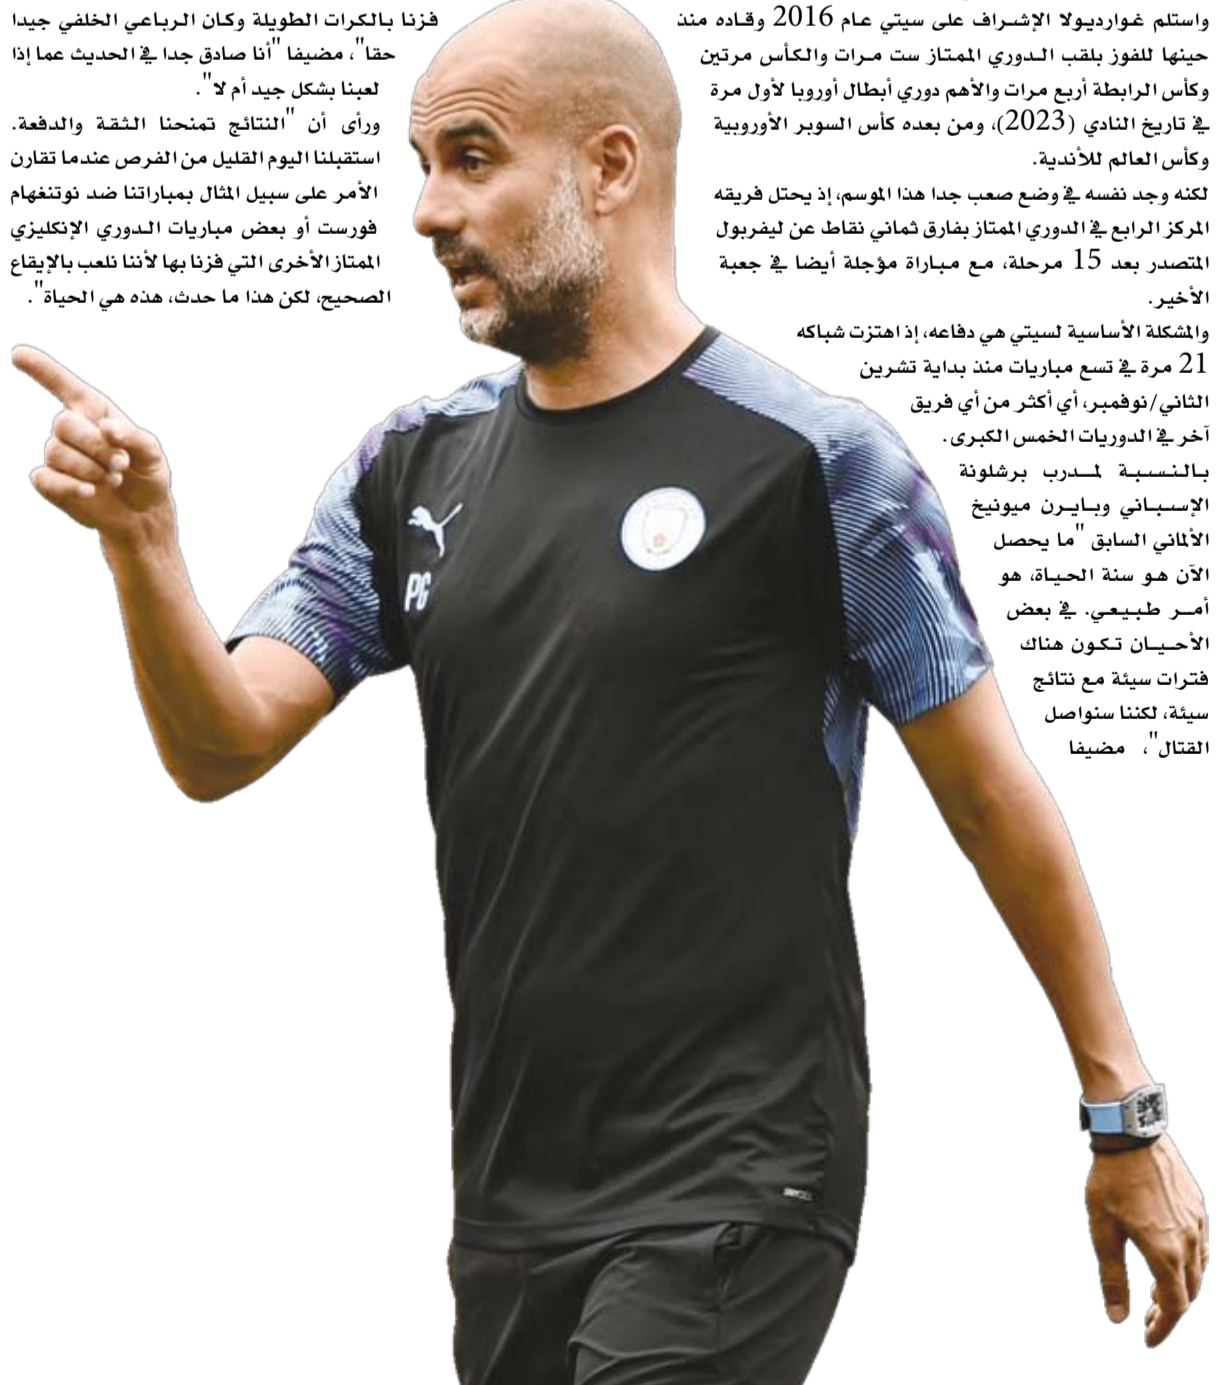 واستلم غوارديولا الإشراف على سيتي عام 2016 وقاده منذ
حينها للفوز بلقب الدوري الممتاز ست مرات والكأس مرتين
وكأس الرابطة أربع مرات والأهم دوري أبطال أوروبا لأول مرة
في تاريخ النادي (2023)، ومن بعده كأس السوبر الأوروبية
وكأس العالم للأندية.
لكنه وجد نفسه في وضع صعب جدا هذا الموسم، إذ يحتل فريقه
المركز الرابع في الدوري الممتاز بفارق ثماني نقاط عن ليفربول
المتصدر بعد 15 مرحلة، مع مباراة مؤجلة أيضا في جعبة
الأخير.
والمشكلة الأساسية لسيتي هي دفاعه، إذ اهتزت شباكه
21 مرة في تسع مباريات منذ بداية تشرين
الثاني/نوفمبر، أي أكثر من أي فريق
آخر في الدوريات الخمس الكبرى.
بالنسبة لمدرب برشلونة
الإسباني وبايرن ميونيخ
الألماني السابق "ما يحصل
الآن هو سنة الحياة، هو
أمر طبيعي. في بعض
الأحيان تكون هناك
فترات سيئة مع نتائج
سيئة، لكننا سنواصل
القتال"، مضيفا
فزنا بالكرات الطويلة وكان الرباعي الخلفي جيدا
حقا"، مضيفا "أنا صادق جدا في الحديث عما إذا
لعبنا بشكل جيد أم لا".
ورأى أن "النتائج تمنحنا الثقة والدفعة.
استقبلنا اليوم القليل من الفرص عندما تقارن
الأمر على سبيل المثال بمباراتنا ضد نوتنغهام
فورست أو بعض مباريات الدوري الإنكليزي
الممتاز الأخرى التي فزنا بها لأننا نلعب بالإيقاع
الصحيح، لكن هذا ما حدث، هذه هي الحياة".
PG